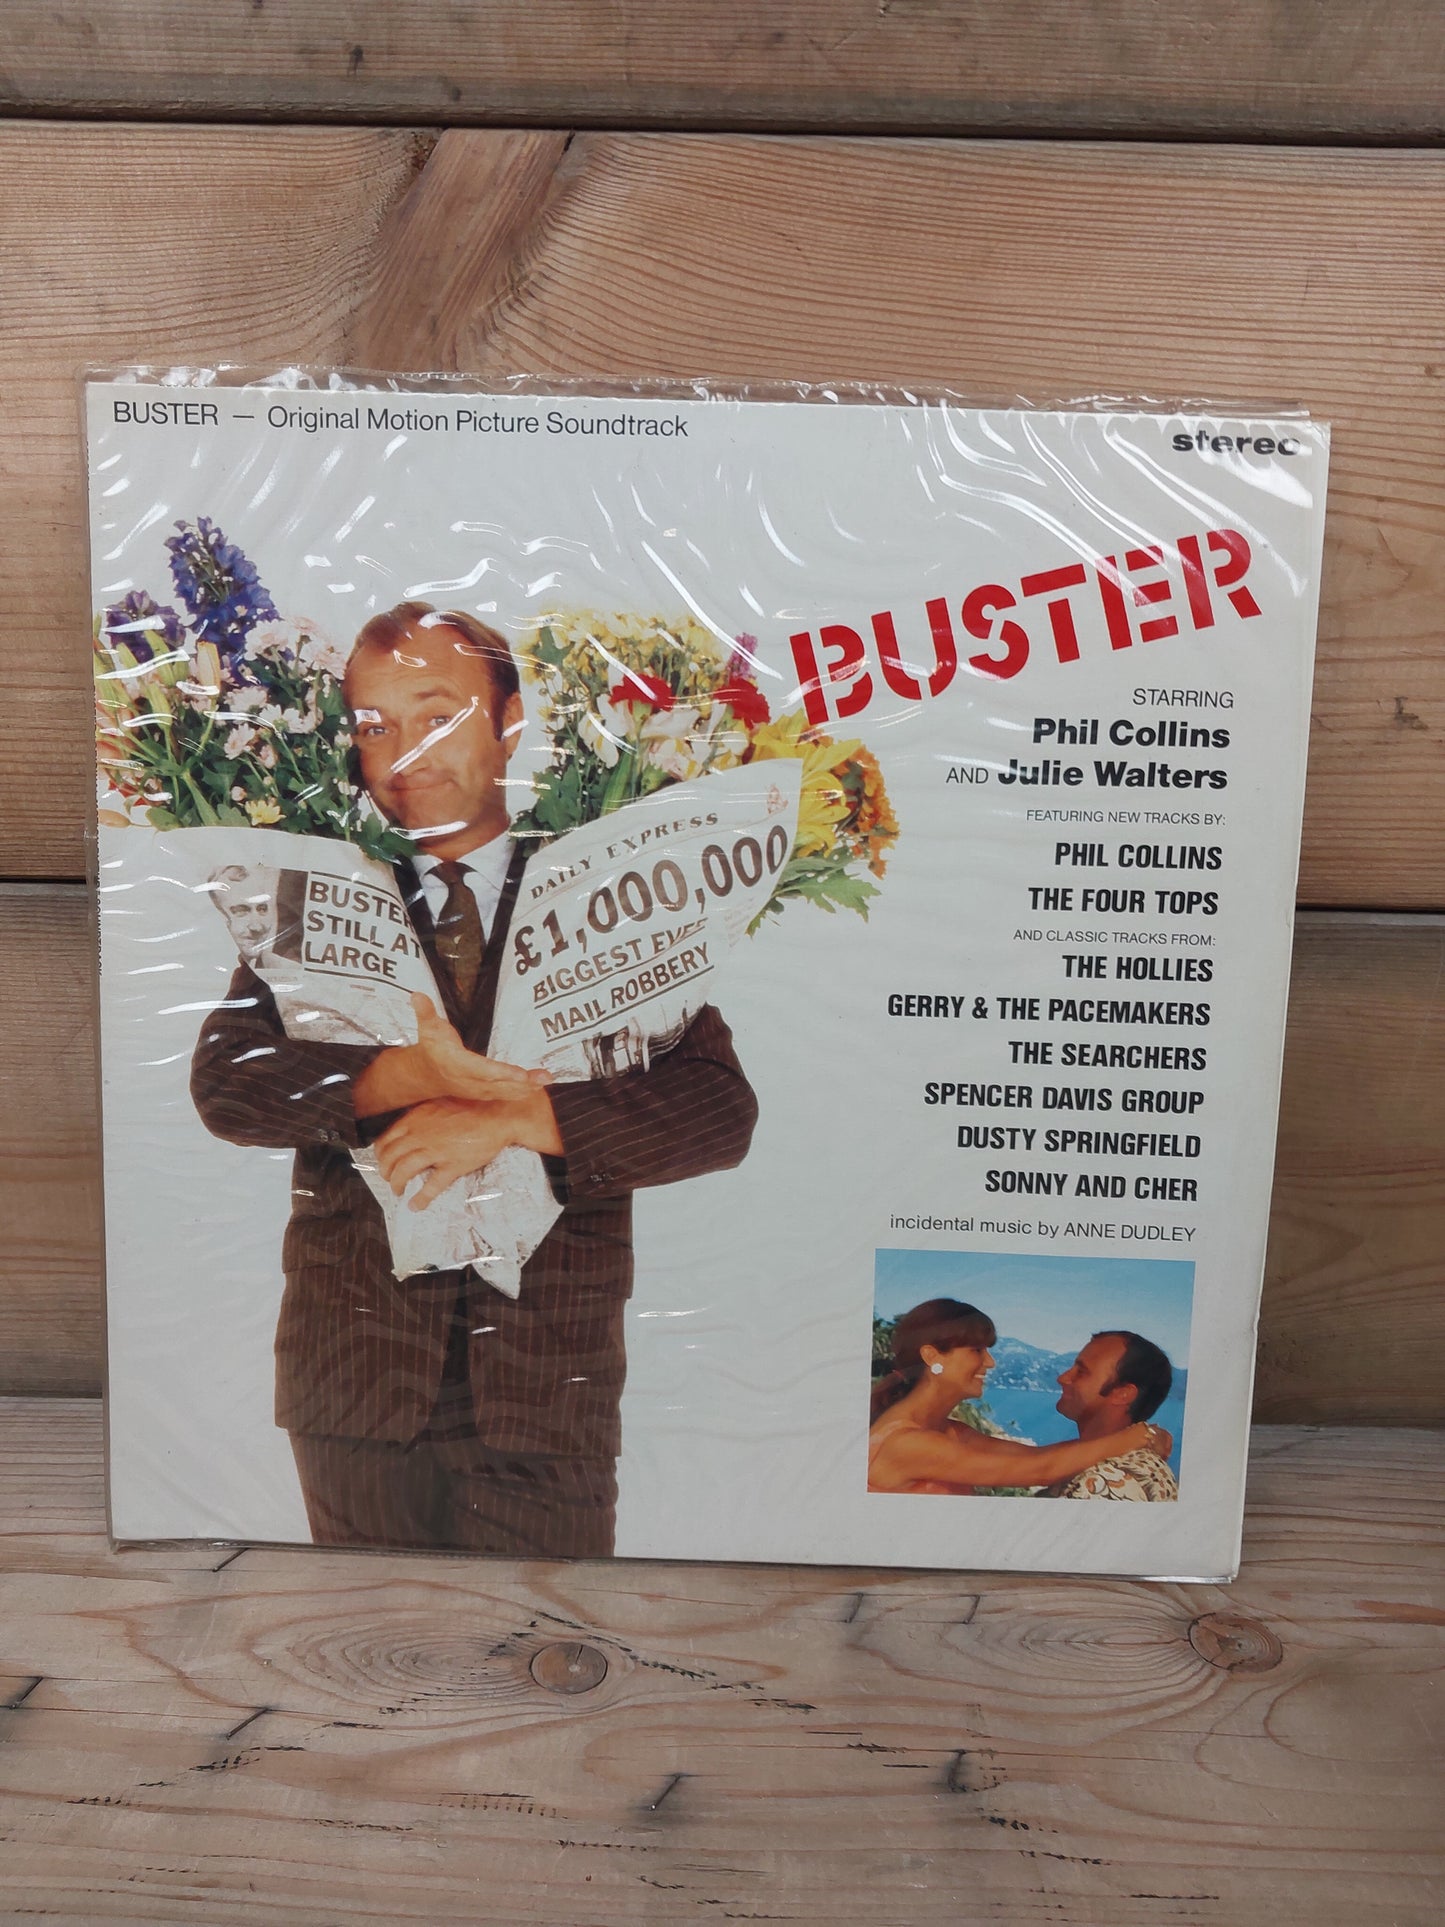 BUSTER — Original Motion Picture Soundtrack
stereo
BUSTER
STARRING
Phil Collins
AND Julie Walters
FEATURING NEW TRACKS BY:
PHIL COLLINS
THE FOUR TOPS
AND CLASSIC TRACKS FROM:
THE HOLLIES
GERRY & THE PACEMAKERS
THE SEARCHERS
SPENCER DAVIS GROUP
DUSTY SPRINGFIELD
SONNY AND CHER
incidental music by ANNE DUDLEY
BUSTER
STILL AT
LARGE
DAILY EXPRESS
£1,000,000
BIGGEST EVER
MAIL ROBBERY